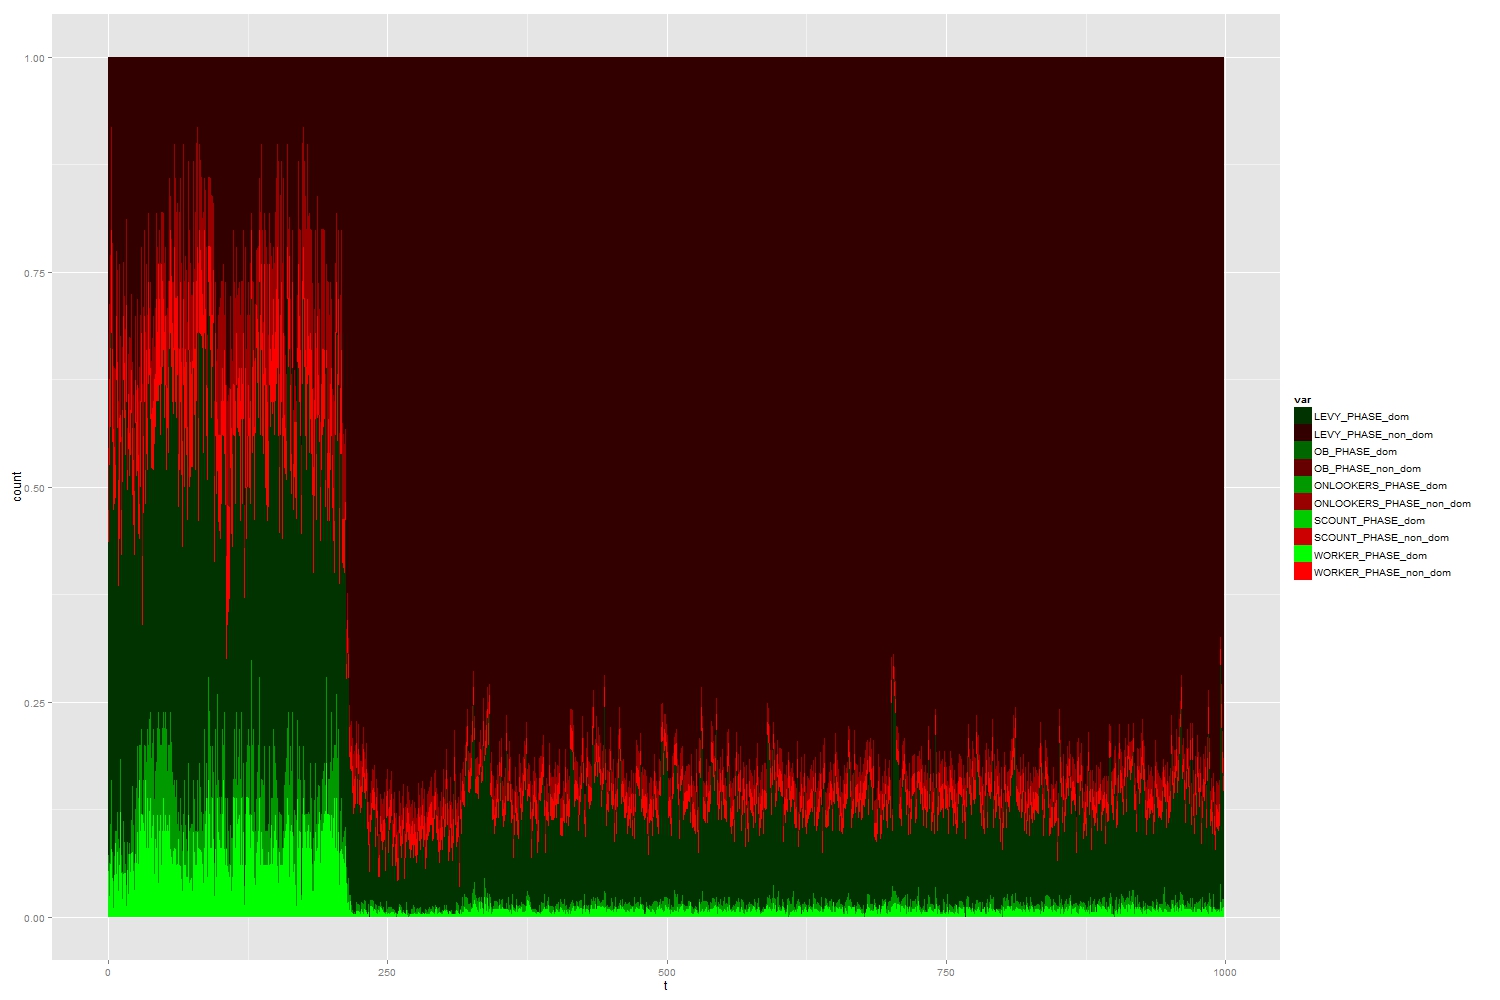 1.00
0.75
0.50
0.25
0.00
count
0
250
500
750
1000
t
var
LEVY_PHASE_dom
LEVY_PHASE_non_dom
OB_PHASE_dom
OB_PHASE_non_dom
ONLOOKERS_PHASE_dom
ONLOOKERS_PHASE_non_dom
SCOUNT_PHASE_dom
SCOUNT_PHASE_non_dom
WORKER_PHASE_dom
WORKER_PHASE_non_dom